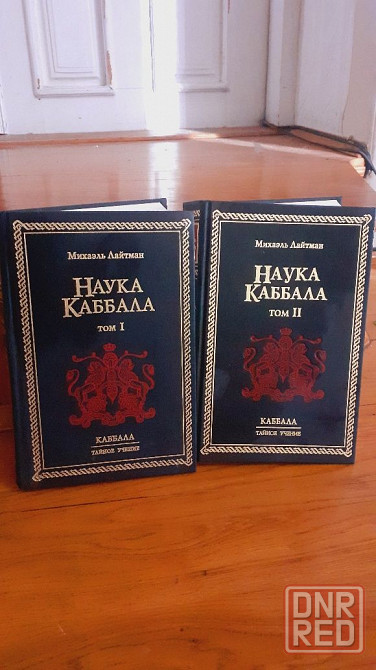 Михаэль Лайтман
Наука
Каббала
том I
КАББАЛА
ТАЙНОЕ УЧЕНИЕ
Михаэль Лайтман
Наука
Каббала
том II
КАББАЛА
ТАЙНОЕ УЧЕНИЕ
DNR
RED